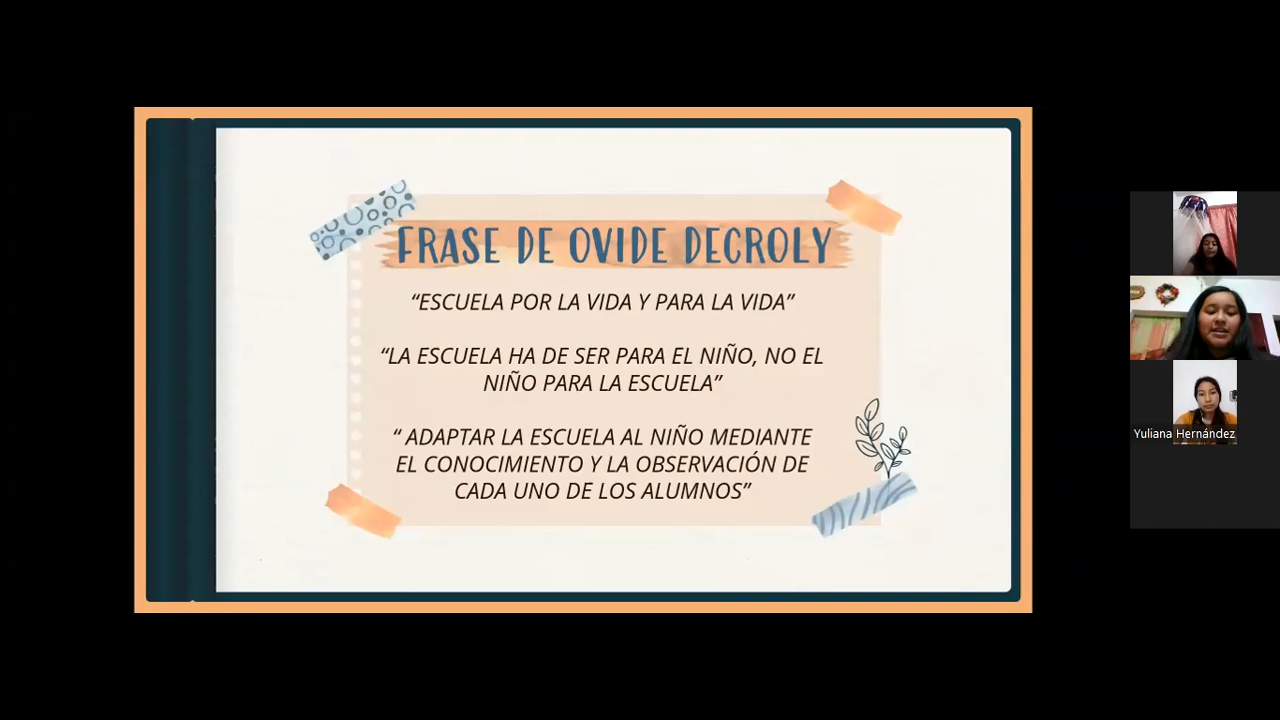 FRASE DE OVIDE DECROLY
“ESCUELA POR LA VIDA Y PARA LA VIDA”
“LA ESCUELA HA DE SER PARA EL NIÑO, NO EL
NIÑO PARA LA ESCUELA”
“ ADAPTAR LA ESCUELA AL NIÑO MEDIANTE
EL CONOCIMIENTO Y LA OBSERVACIÓN DE
CADA UNO DE LOS ALUMNOS”
Yuliana Hernández